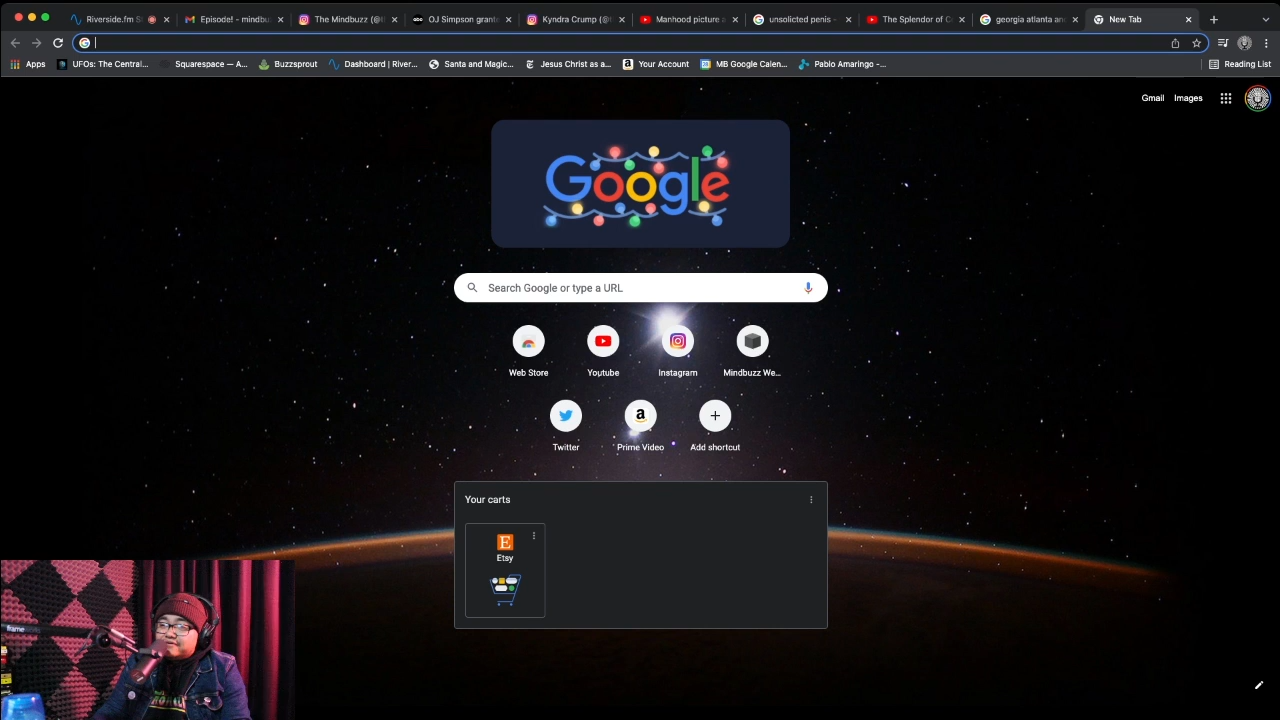 Riverside.fm S
Episode! - mindbu
The Mindbuzz (@
OJ Simpson grant
Kyndra Crump (@
Manhood picture
unsolicted penis -
The Splendor of C
georgia atlanta an
New Tab
Apps
UFOs: The Central...
Squarespace — A...
Buzzsprout
Dashboard | River...
Santa and Magic...
Jesus Christ as a...
Your Account
MB Google Calen...
Pablo Amaringo -...
Reading List
Gmail
Images
Google
Search Google or type a URL
Web Store
Youtube
Instagram
Mindbuzz We...
Twitter
Prime Video
Add shortcut
Your carts
Etsy